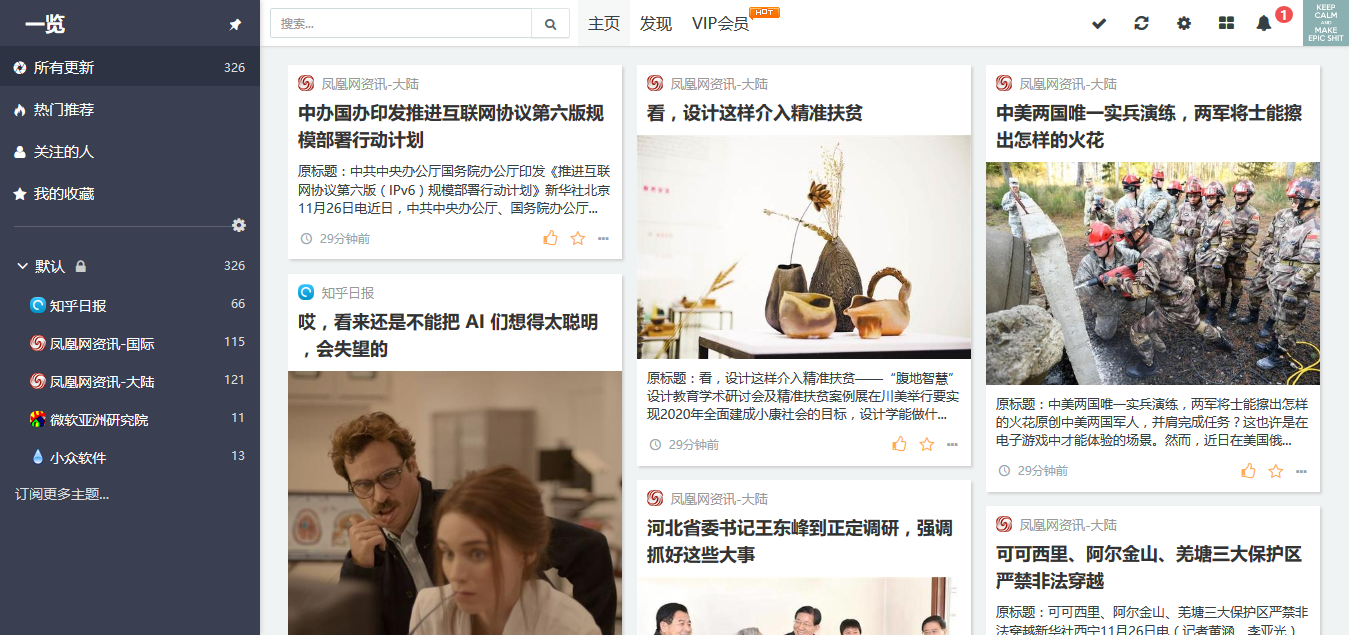 一览
搜索...
主页
发现
VIP会员
HOT
1
KEEP
CALM
AND
MAKE
EPIC SHIT
所有更新 326
热门推荐
关注的人
我的收藏
默认 326
知乎日报 66
凤凰网资讯-国际 115
凤凰网资讯-大陆 121
微软亚洲研究院 11
小众软件 13
订阅更多主题...
凤凰网资讯-大陆
中办国办印发推进互联网协议第六版规
模部署行动计划
原标题：中共中央办公厅国务院办公厅印发《推进互联
网协议第六版（IPv6）规模部署行动计划》新华社北京
11月26日电近日，中共中央办公厅、国务院办公厅...
29分钟前
知乎日报
哎，看来还是不能把 AI 们想得太聪明
，会失望的
凤凰网资讯-大陆
看，设计这样介入精准扶贫
原标题：看，设计这样介入精准扶贫——“腹地智慧”
设计教育学术研讨会及精准扶贫案例展在川美举行要实
现2020年全面建成小康社会的目标，设计学能做什...
29分钟前
凤凰网资讯-大陆
河北省委书记王东峰到正定调研，强调
抓好这些大事
凤凰网资讯-大陆
中美两国唯一实兵演练，两军将士能擦
出怎样的火花
原标题：中美两国唯一实兵演练，两军将士能擦出怎样
的火花原创中美两国军人，并肩完成任务？这也许是在
电子游戏中才能体验的场景。然而，近日在美国俄...
29分钟前
凤凰网资讯-大陆
可可西里、阿尔金山、羌塘三大保护区
严禁非法穿越
原标题：可可西里、阿尔金山、羌塘三大保护区严禁非
法穿越新华社西宁11月26日电（记者黄涵、李亚光）